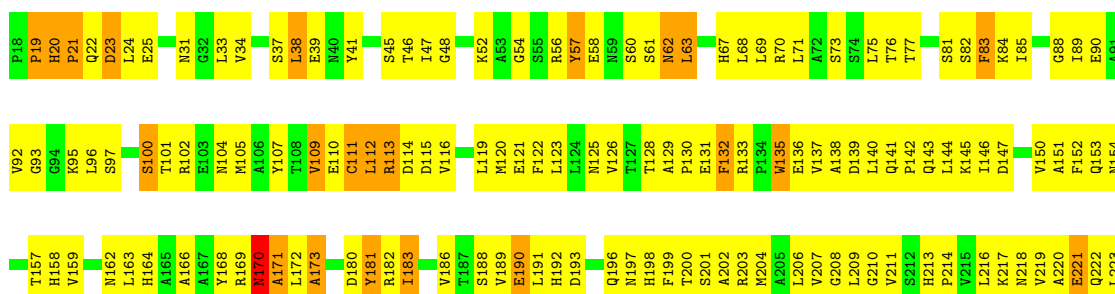 P18 P19 H20 P21 Q22 D23 L24 E25 N31 G32 L33 V34 S37 L38 E39 N40 Y41 S45 T46 I47 G48 K52 A53 G54 S55 R56 Y57 E58 N59 S60 S61 N62 L63 H67 L68 L69 R70 L71 A72 S73 S74 L75 T76 T77 S81 S82 F83 K84 I85 G88 I89 E90 A91
V92 G93 G94 K95 L96 S97 S100 T101 R102 E103 N104 M105 A106 Y107 T108 V109 E110 C111 L112 R113 D114 D115 V116 L119 M120 E121 F122 L123 L124 N125 V126 T127 T128 A129 P130 E131 F132 R133 P134 W135 E136 V137 A138 D139 L140 Q141 P142 Q143 L144 K145 I146 D147 V150 A151 F152 Q153 N154
T157 H158 V159 N162 L163 H164 A165 A166 A167 Y168 R169 N170 A171 L172 A173 D180 Y181 R182 I183 V186 T187 S188 V189 E190 L191 H192 D193 Q196 N197 H198 F199 T200 S201 A202 R203 M204 A205 L206 V207 G208 L209 G210 V211 S212 H213 P214 V215 L216 K217 N218 V219 A220 E221 Q222